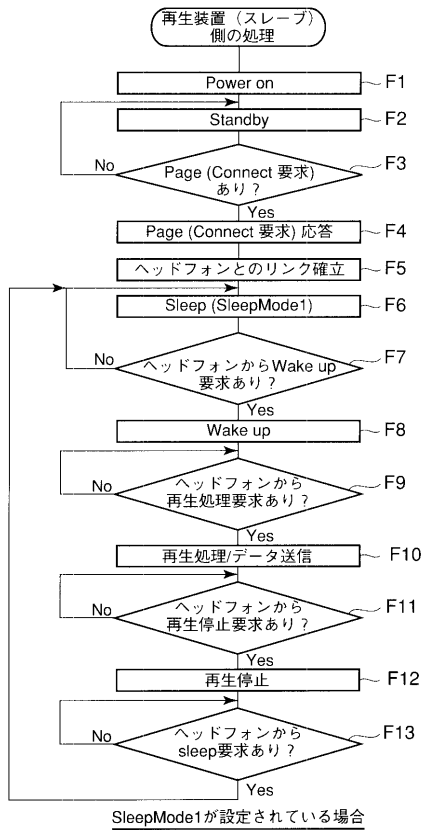 再生装置（スレーブ）
側の処理
Power on
F1
Standby
F2
No
Page (Connect 要求)
あり？
F3
Yes
Page (Connect 要求) 応答
F4
ヘッドフォンとのリンク確立
F5
Sleep (SleepMode1)
F6
No
ヘッドフォンからWake up
要求あり？
F7
Yes
Wake up
F8
No
ヘッドフォンから
再生処理要求あり？
F9
Yes
再生処理/データ送信
F10
No
ヘッドフォンから
再生停止要求あり？
F11
Yes
再生停止
F12
No
ヘッドフォンから
sleep要求あり？
F13
Yes
SleepMode1が設定されている場合